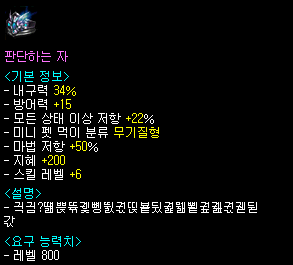 판단하는 자
<기본 정보>
- 내구력 34%
- 방어력 +15
- 모든 상태 이상 저항 +22%
- 미니 펫 먹이 분류 무기질형
- 마법 저항 +50%
- 지혜 +200
- 스킬 레벨 +6
<설명>
값
<요구 능력치>
- 레벨 800